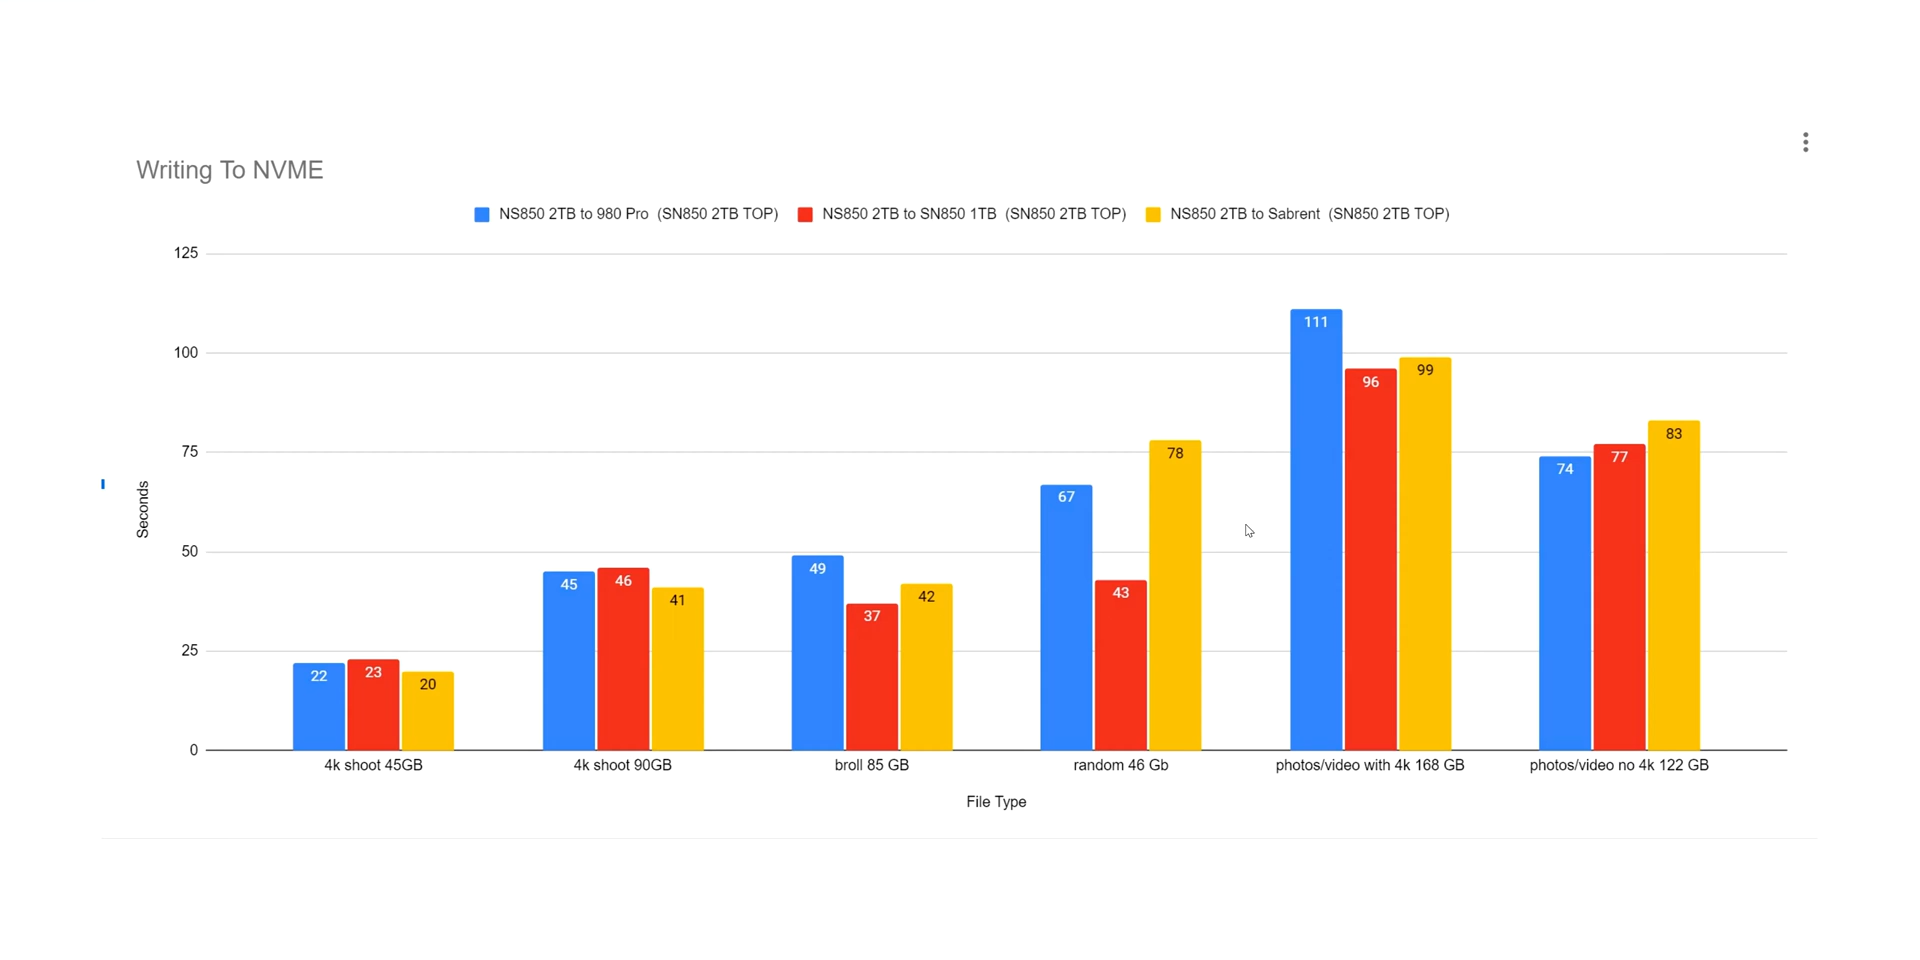 Writing To NVME
NS850 2TB to 980 Pro (SN850 2TB TOP) NS850 2TB to SN850 1TB (SN850 2TB TOP) NS850 2TB to Sabrent (SN850 2TB TOP)
125
100
75
50
25
0
Seconds
22 23 20
45 46 41
49 37 42
67 43 78
111 96 99
74 77 83
4k shoot 45GB 4k shoot 90GB broll 85 GB random 46 Gb photos/video with 4k 168 GB photos/video no 4k 122 GB
File Type